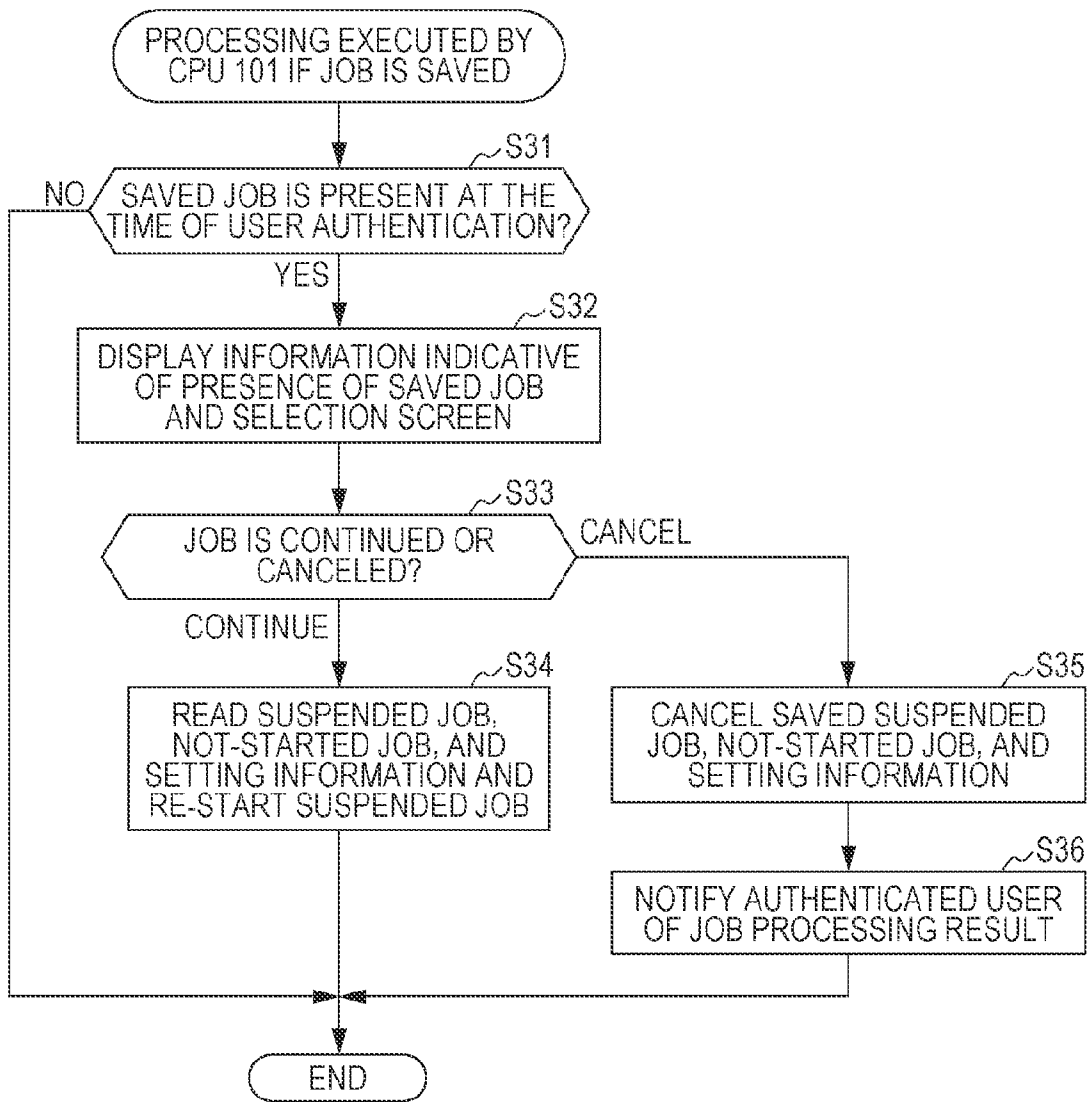 PROCESSING EXECUTED BY
CPU 101 IF JOB IS SAVED
S31
NO
SAVED JOB IS PRESENT AT THE
TIME OF USER AUTHENTICATION?
YES
S32
DISPLAY INFORMATION INDICATIVE
OF PRESENCE OF SAVED JOB
AND SELECTION SCREEN
S33
JOB IS CONTINUED OR
CANCELED?
CANCEL
CONTINUE
S34
READ SUSPENDED JOB,
NOT-STARTED JOB, AND
SETTING INFORMATION AND
RE-START SUSPENDED JOB
S35
CANCEL SAVED SUSPENDED
JOB, NOT-STARTED JOB, AND
SETTING INFORMATION
S36
NOTIFY AUTHENTICATED USER
OF JOB PROCESSING RESULT
END